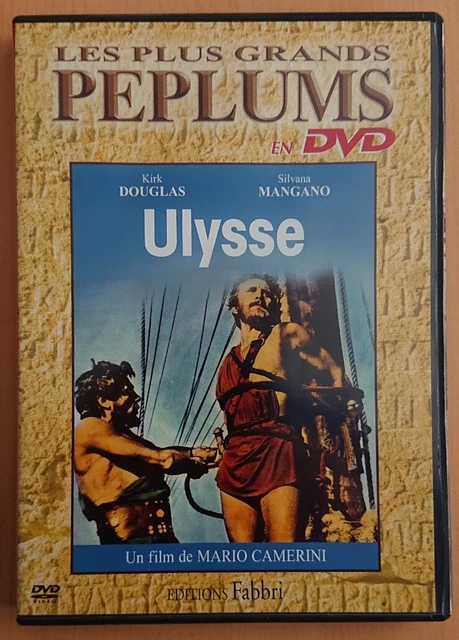 LES PLUS GRANDS
PEPLUMS
EN DVD
Kirk
DOUGLAS
Silvana
MANGANO
Ulysse
Un film de MARIO CAMERINI
DVD
VIDEO
EDITIONS Fabbri